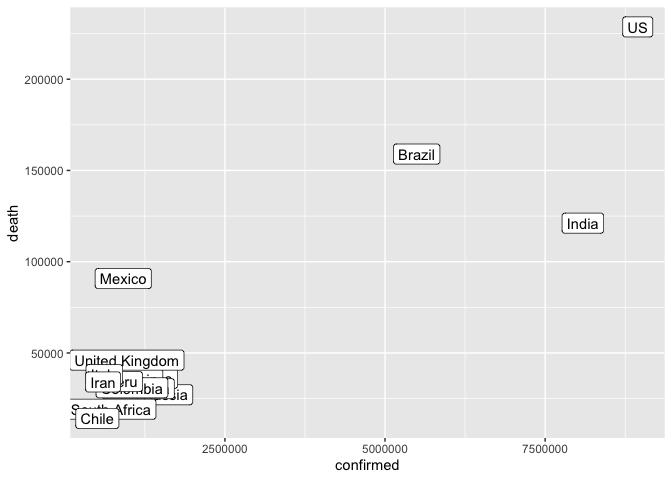 US
200000
Brazil
150000
India
death
100000
Mexico
50000
United Kingdom
Iran
South Africa
Chile
2500000
5000000
7500000
confirmed